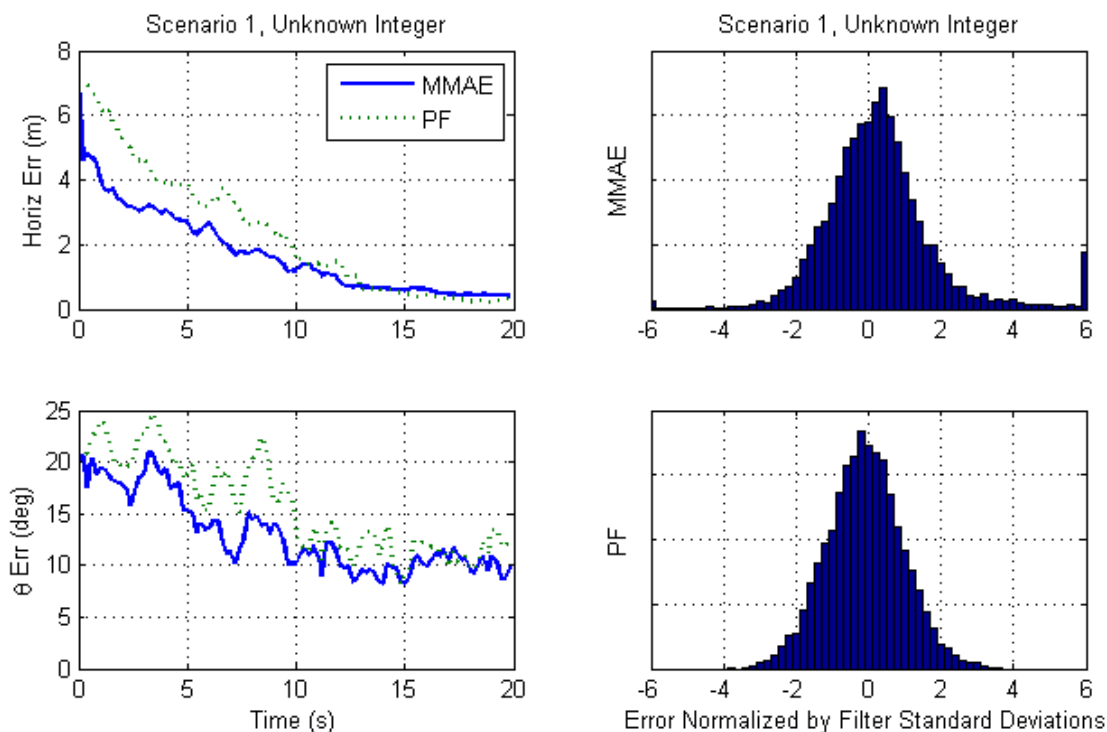 Scenario 1, Unknown Integer
8
6
4
2
0
0 5 10 15 20
Horiz Err (m)
MMAE
PF
Scenario 1, Unknown Integer
MMAE
-6 -4 -2 0 2 4 6
25
20
15
10
5
0
0 5 10 15 20
θ Err (deg)
Time (s)
PF
-6 -4 -2 0 2 4 6
Error Normalized by Filter Standard Deviations